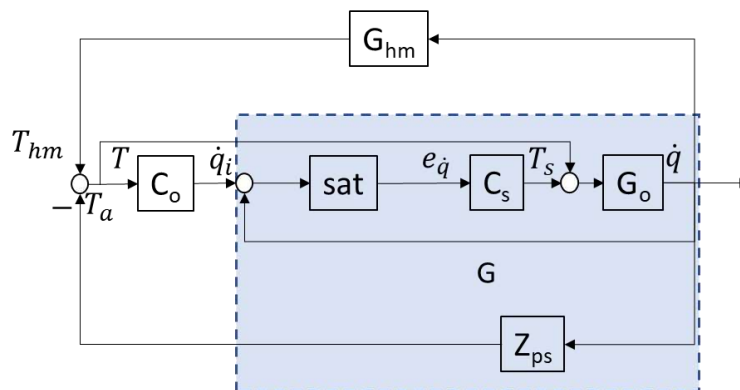 G_hm
T_hm
T
C_o
q̇_i
sat
e_q̇
C_s
T_s
G_o
q̇
−
T_a
G
Z_ps